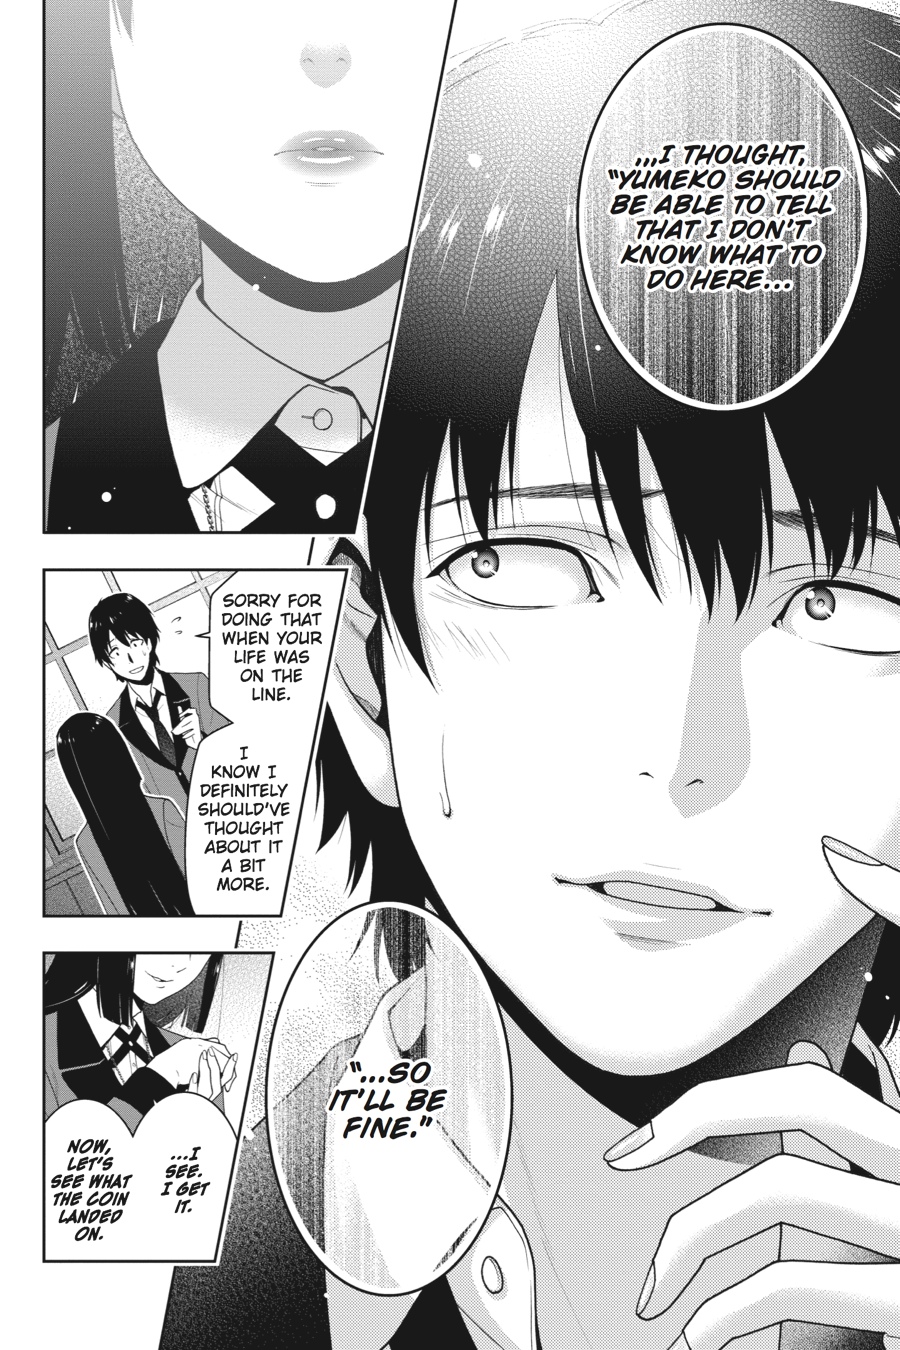 ...I THOUGHT,
"YUMEKO SHOULD
BE ABLE TO TELL
THAT I DON'T
KNOW WHAT TO
DO HERE...
"...SO
IT'LL BE
FINE."
SORRY FOR
DOING THAT
WHEN YOUR
LIFE WAS
ON THE
LINE.
I
KNOW I
DEFINITELY
SHOULD'VE
THOUGHT
ABOUT IT
A BIT
MORE.
...I
SEE.
I GET
IT.
NOW,
LET'S
SEE WHAT
THE COIN
LANDED
ON.